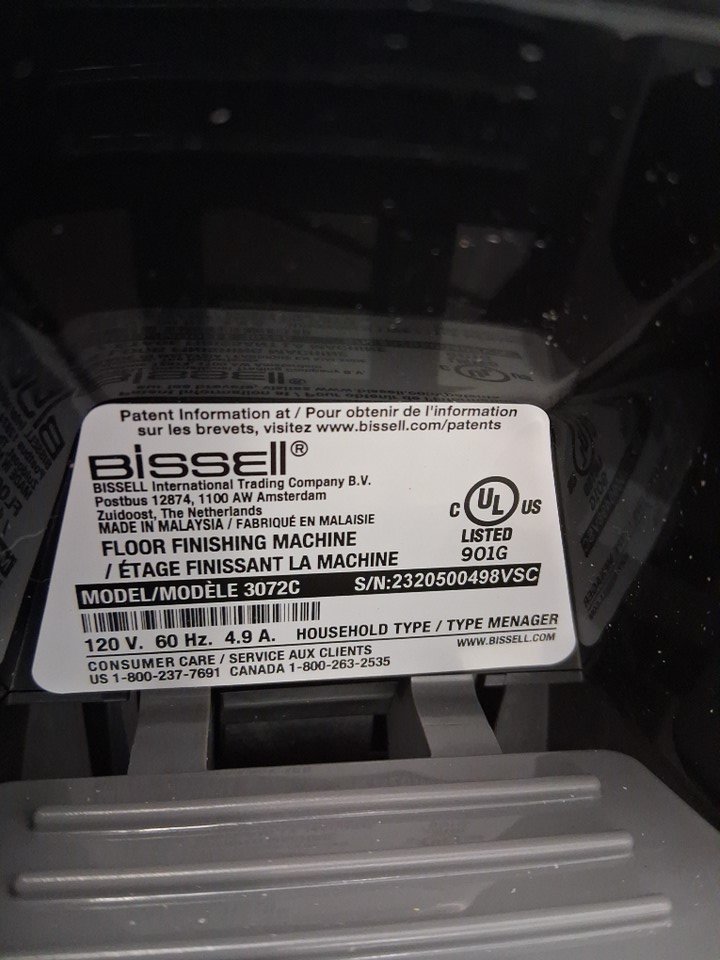 Patent Information at / Pour obtenir de l'information
sur les brevets, visitez www.bissell.com/patents
BISSELL®
BISSELL International Trading Company B.V.
Postbus 12874, 1100 AW Amsterdam
Zuidoost, The Netherlands
MADE IN MALAYSIA / FABRIQUÉ EN MALAISIE
FLOOR FINISHING MACHINE
/ ÉTAGE FINISSANT LA MACHINE
C UL US
LISTED
901G
MODEL/MODÈLE 3072C S/N:2320500498VSC
120 V. 60 Hz. 4.9 A. HOUSEHOLD TYPE / TYPE MENAGER
CONSUMER CARE / SERVICE AUX CLIENTS
US 1-800-237-7691 CANADA 1-800-263-2535
WWW.BISSELL.COM